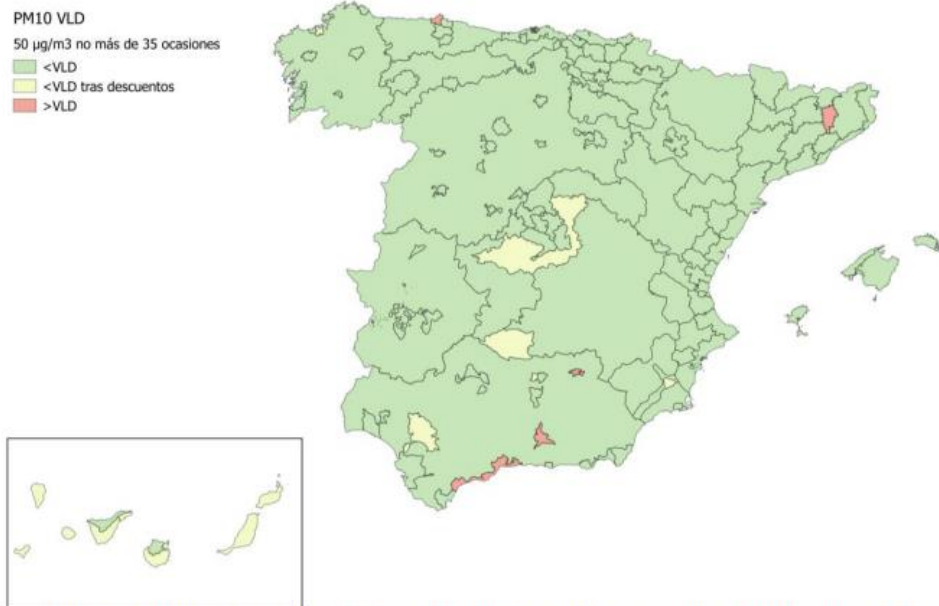 PM10 VLD
50 µg/m3 no más de 35 ocasiones
<VLD
<VLD tras descuentos
>VLD